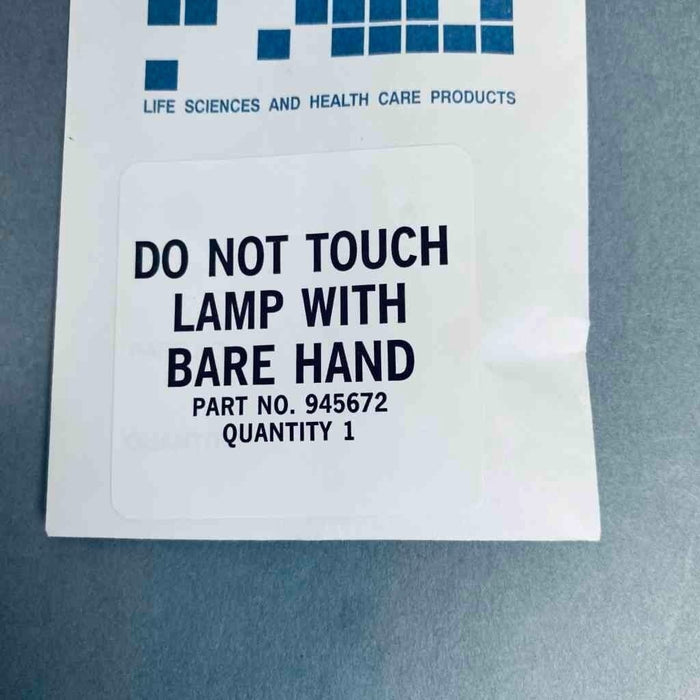 LIFE SCIENCES AND HEALTH CARE PRODUCTS
DO NOT TOUCH
LAMP WITH
BARE HAND
PART NO. 945672
QUANTITY 1